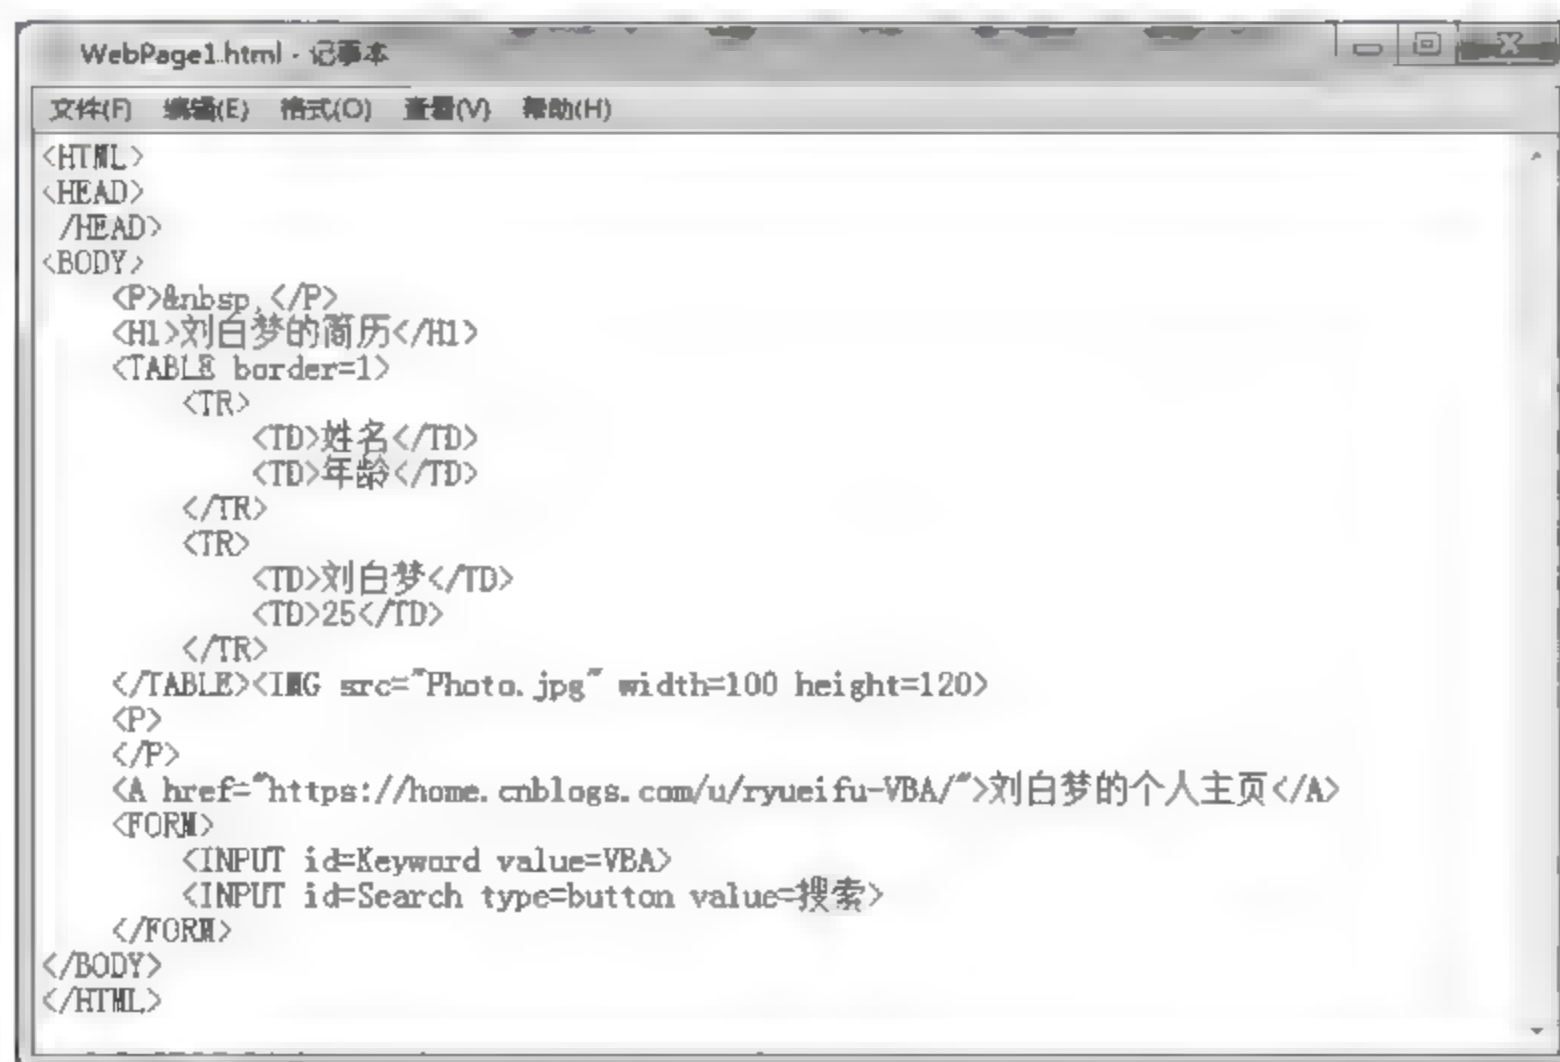 WebPage1.html - 记事本
文件(F) 编辑(E) 格式(O) 查看(V) 帮助(H)
<HTML>
<HEAD>
/HEAD>
<BODY>
<P>&nbsp,</P>
<H1>刘白梦的简历</H1>
<TABLE border=1>
<TR>
<TD>姓名</TD>
<TD>年龄</TD>
</TR>
<TR>
<TD>刘白梦</TD>
<TD>25</TD>
</TR>
</TABLE><IMG src="Photo.jpg" width=100 height=120>
<P>
</P>
<A href="https://home.cnblogs.com/u/ryueifu-VBA/">刘白梦的个人主页</A>
<FORM>
<INPUT id=Keyword value=VBA>
<INPUT id=Search type=button value=搜索>
</FORM>
</BODY>
</HTML>